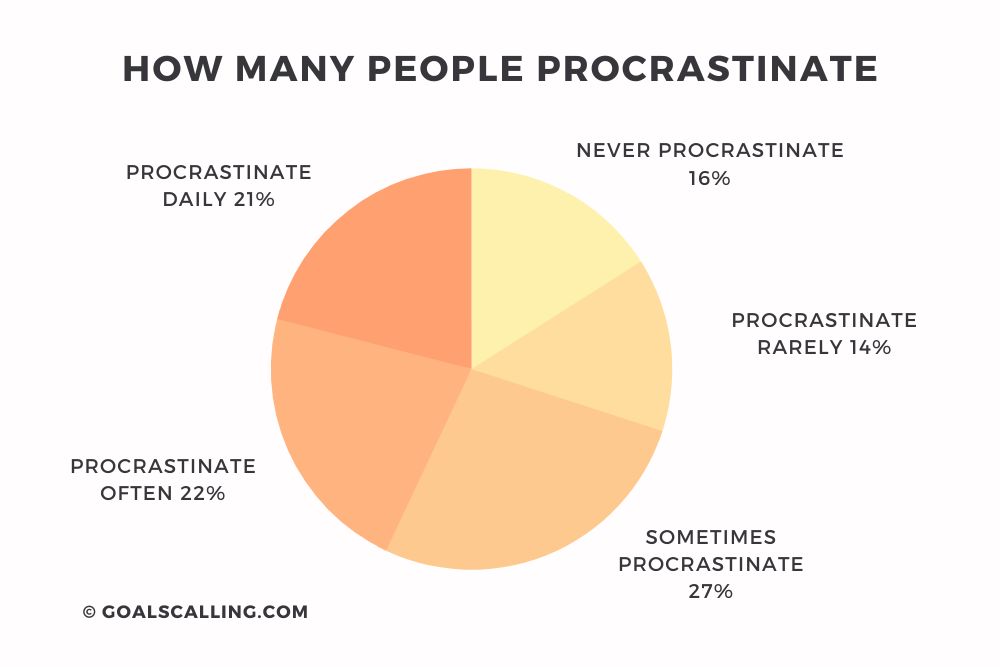 HOW MANY PEOPLE PROCRASTINATE
NEVER PROCRASTINATE
16%
PROCRASTINATE
DAILY 21%
PROCRASTINATE
RARELY 14%
PROCRASTINATE
OFTEN 22%
SOMETIMES
PROCRASTINATE
27%
© GOALSCALLING.COM